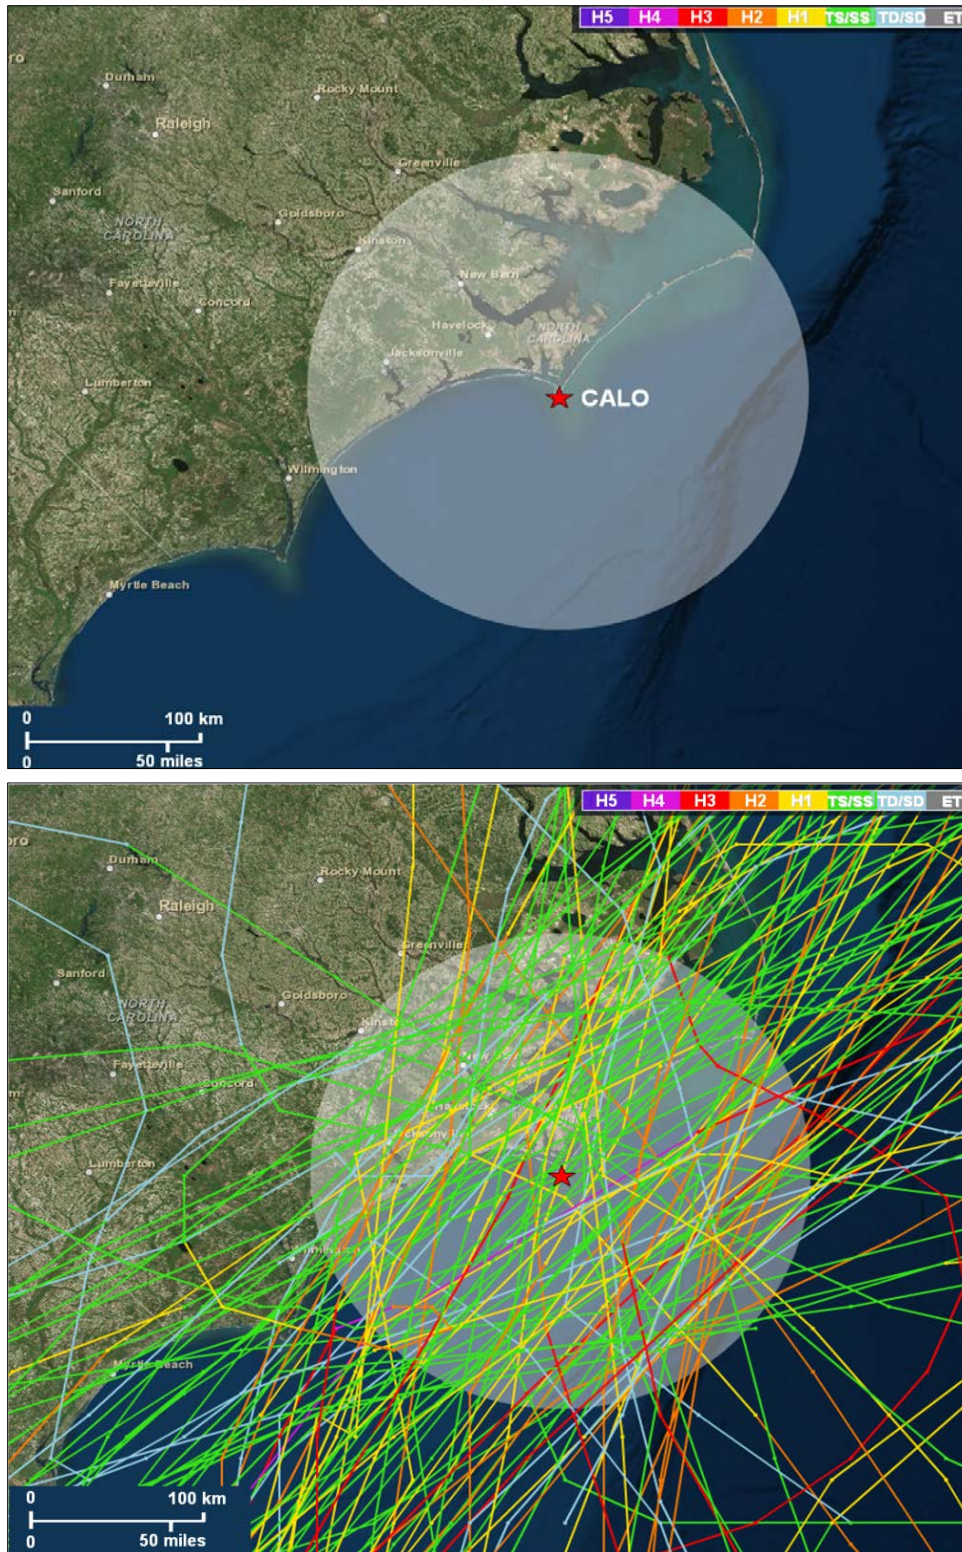 H5 H4 H3 H2 H1 TS/SS TD/SD ET
ro
Durham
Rocky Mount
Raleigh
Greenville
Sanford
NORTH
CAROLINA
Goldsboro
Kinston
New Bern
Fayetteville
Concord
m
Havelock
NORTH
CAROLINA
Jacksonville
Lumberton
CALO
Wilmington
Myrtle Beach
0 100 km
0 50 miles
H5 H4 H3 H2 H1 TS/SS TD/SD ET
ro
Durham
Rocky Mount
Raleigh
Greenville
Sanford
NORTH
CAROLINA
Goldsboro
Kinston
Fayetteville
Concord
m
Lumberton
Myrtle Beach
0 100 km
0 50 miles